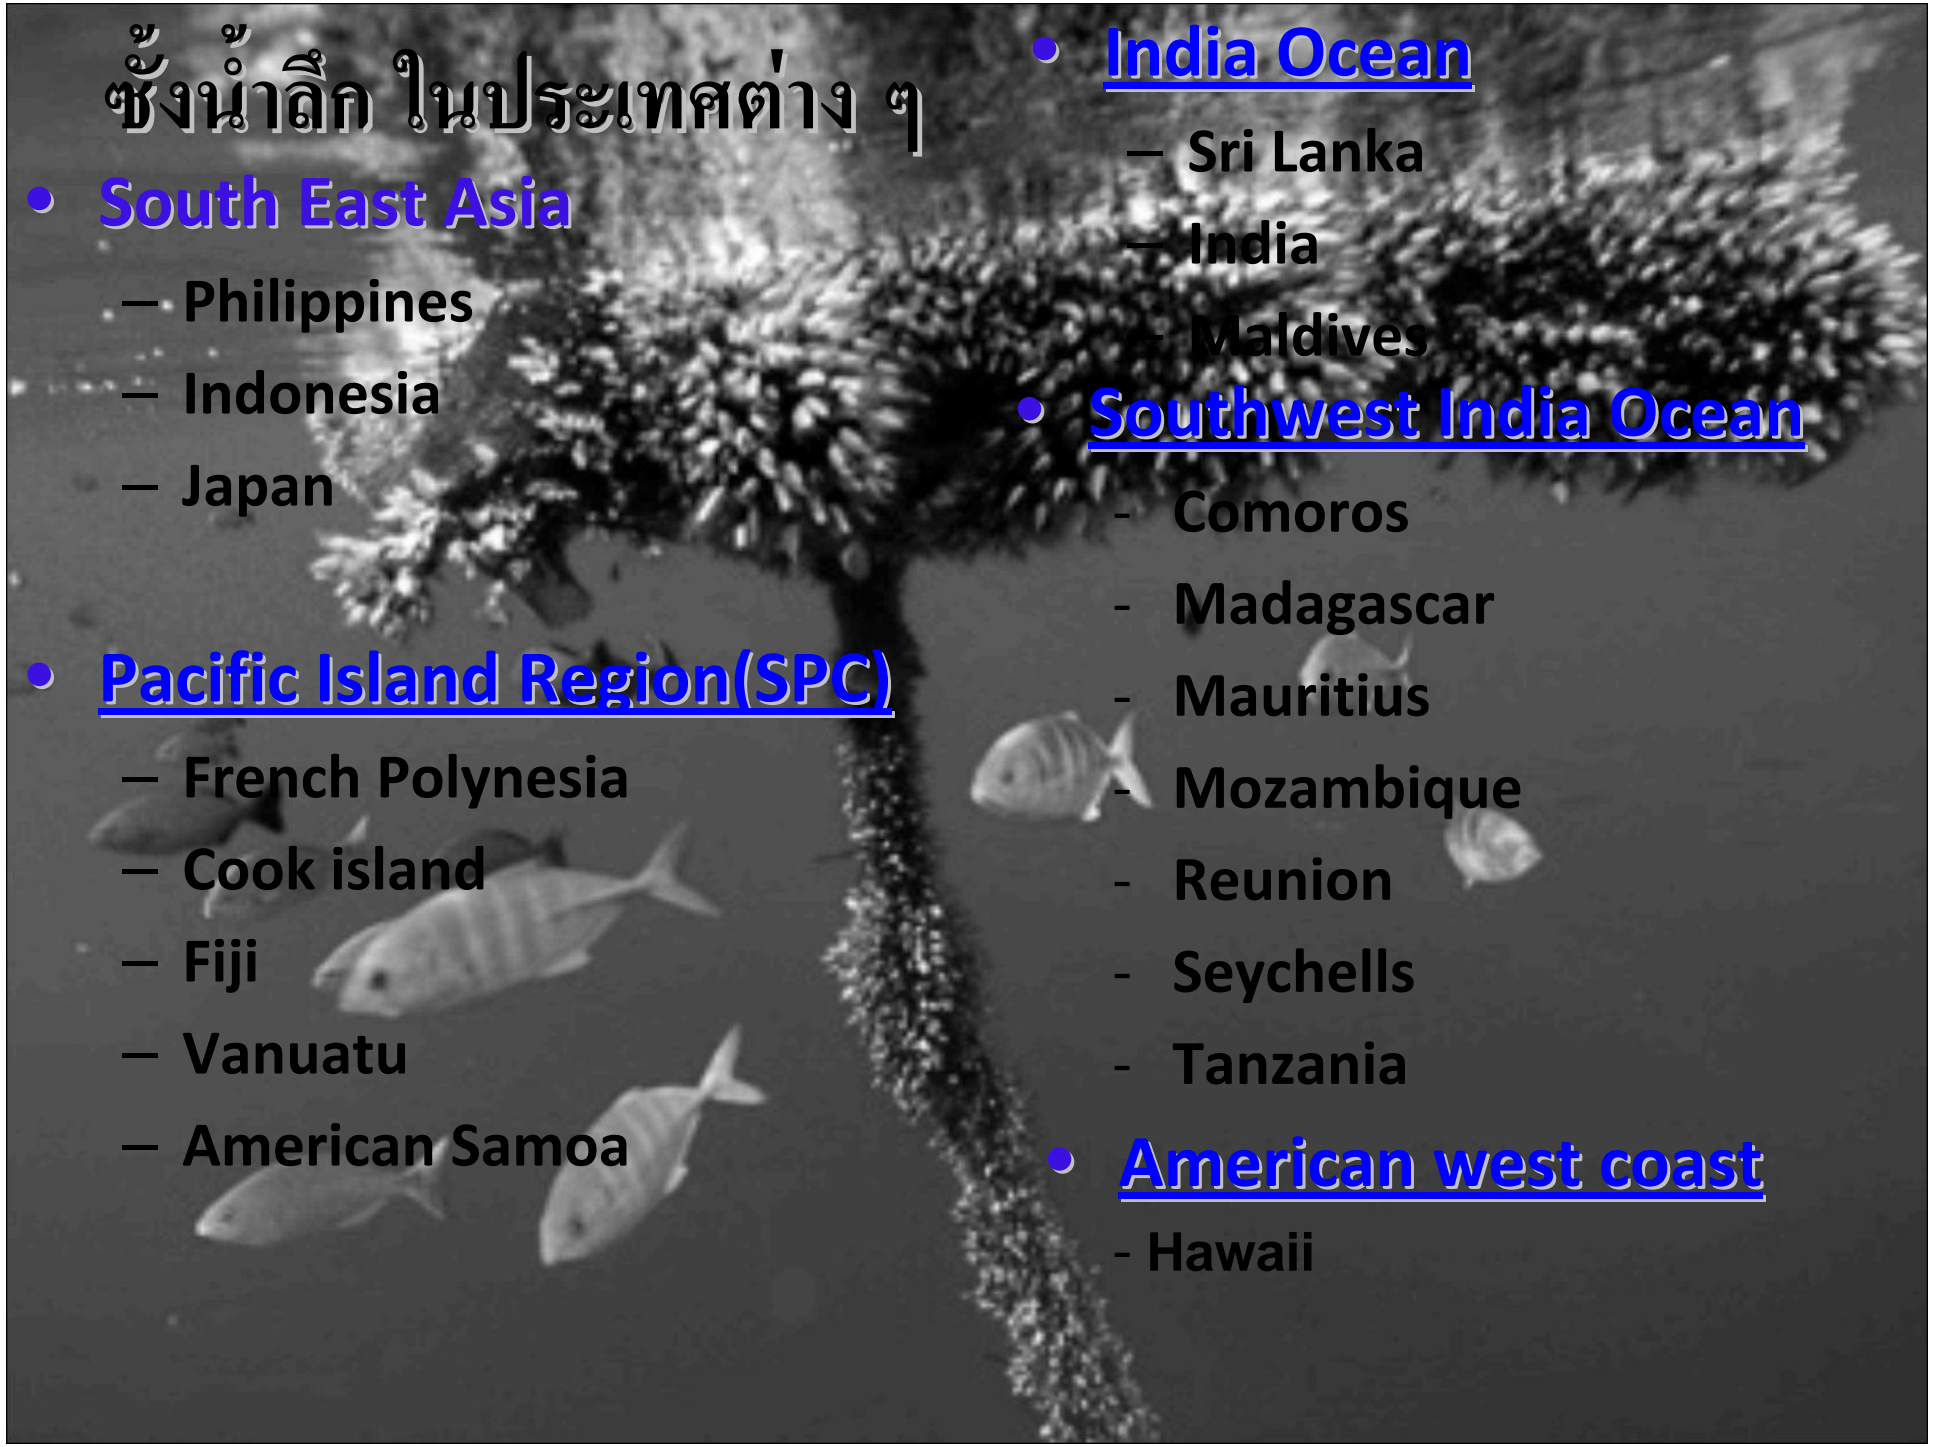 ซั้งน้ำลึก ในประเทศต่าง ๆ
• South East Asia
– Philippines
– Indonesia
– Japan
• Pacific Island Region(SPC)
– French Polynesia
– Cook island
– Fiji
– Vanuatu
– American Samoa
• India Ocean
– Sri Lanka
– India
– Maldives
• Southwest India Ocean
- Comoros
- Madagascar
- Mauritius
- Mozambique
- Reunion
- Seychells
- Tanzania
• American west coast
- Hawaii